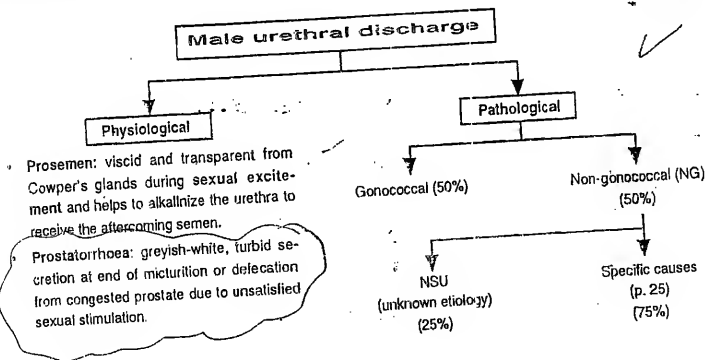 Male urethral discharge
Physiological
Pathological
Prosemen: viscid and transparent from
Cowper's glands during sexual excite-
ment and helps to alkallnize the urethra to
receive the aftercoming semen.
Prostatorrhoea: greyish-white, turbid se-
cretion at end of micturition or defecation
from congested prostate due to unsatisfied
sexual stimulation.
Gonococcal (50%)
Non-gonococcal (NG)
(50%)
NSU
(unknown etiology)
(25%)
Specific causes
(p. 25)
(75%)